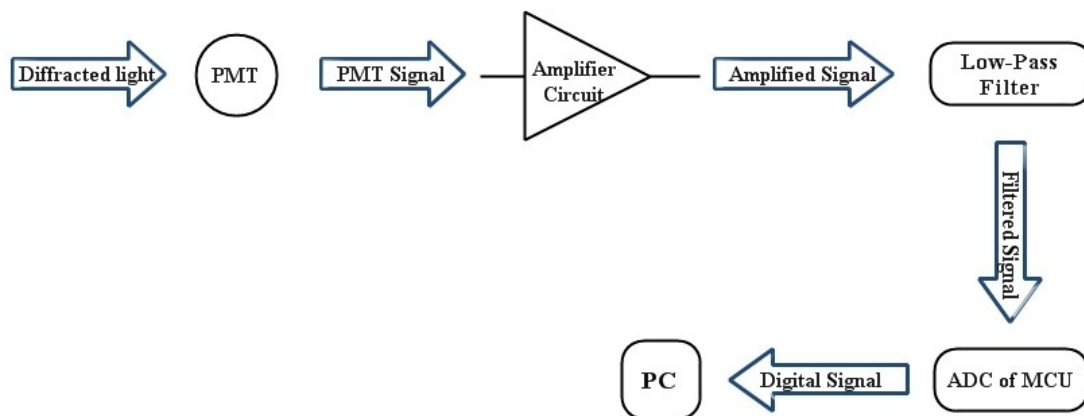 Diffracted light
PMT
PMT Signal
Amplifier
Circuit
Amplified Signal
Low-Pass
Filter
Filtered Signal
ADC of MCU
Digital Signal
PC